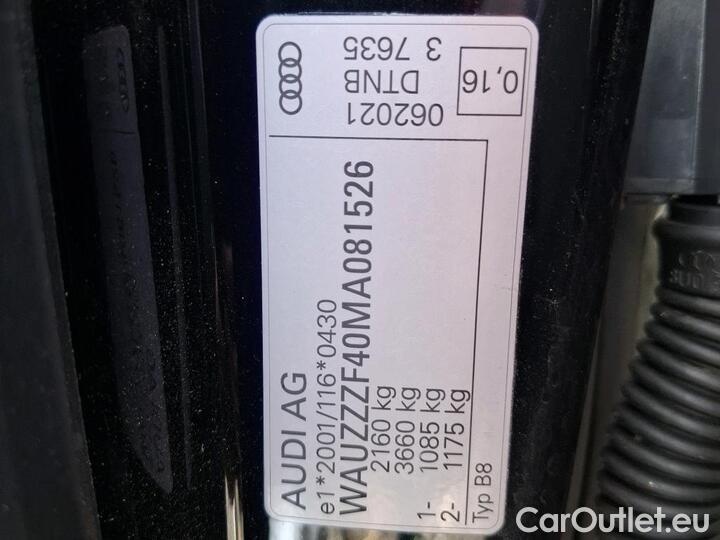 AUDI AG
e1*2001/116*0430
WAUZZZF40MA081526
2160 kg
3660 kg
1- 1085 kg
2- 1175 kg
Typ B8
062021
DTNB
3 7635
0,16
CarOutlet.eu